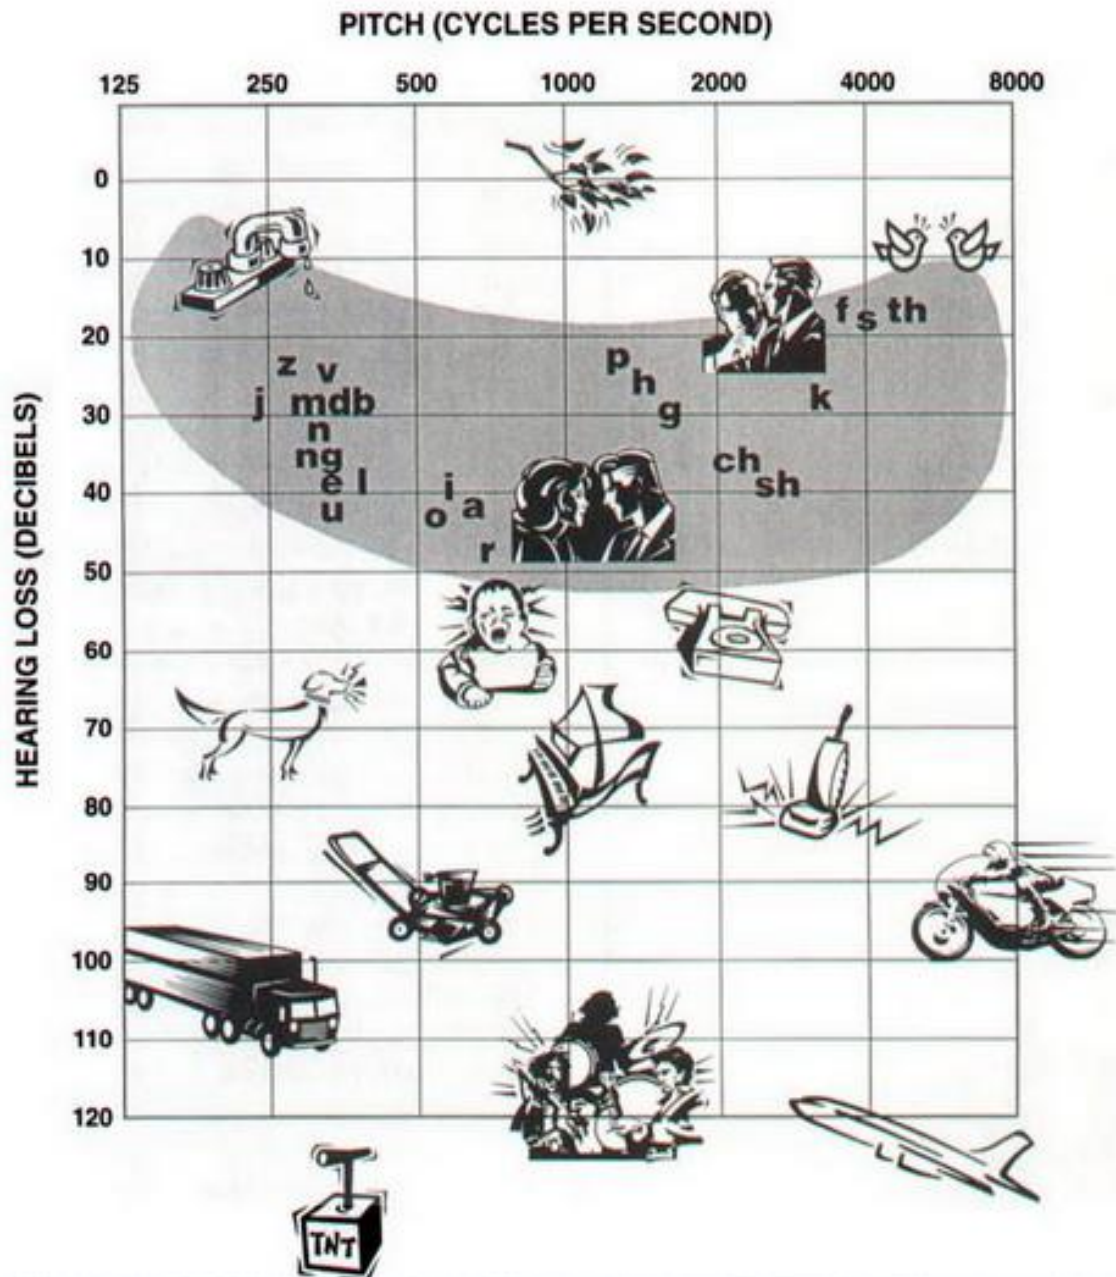 PITCH (CYCLES PER SECOND)
125 250 500 1000 2000 4000 8000
HEARING LOSS (DECIBELS)
0
10
20
30
40
50
60
70
80
90
100
110
120
f s th
z v
p
h
j
mdb
g
k
n
ng
ch
e l
i
sh
u
o a
r
TNT